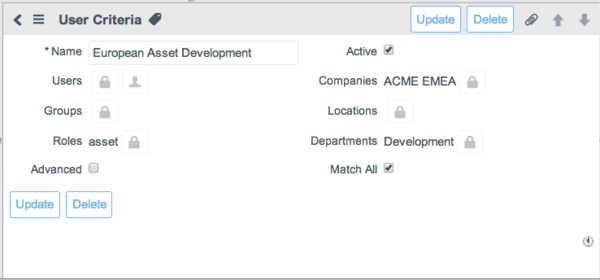 User Criteria Update Delete
* Name European Asset Development Active
Users Companies ACME EMEA
Groups Locations
Roles asset Departments Development
Advanced Match All
Update Delete